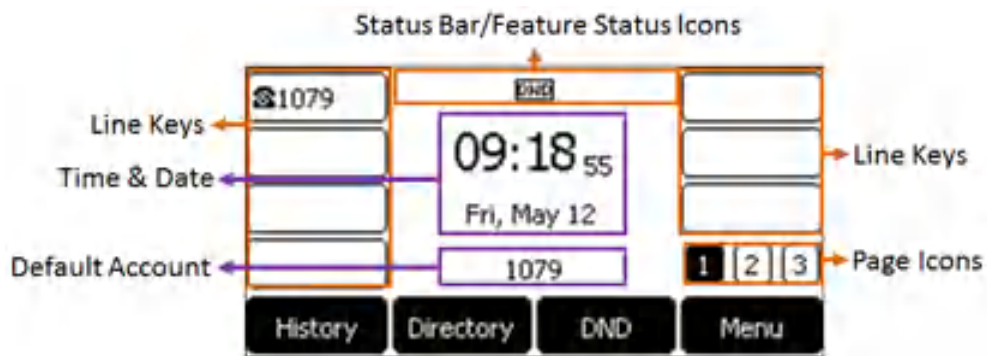 Status Bar/Feature Status Icons
DND
☎1079
Line Keys
09:18 55
Line Keys
Time & Date
Fri, May 12
Default Account
1079
1 2 3
Page Icons
History Directory DND Menu